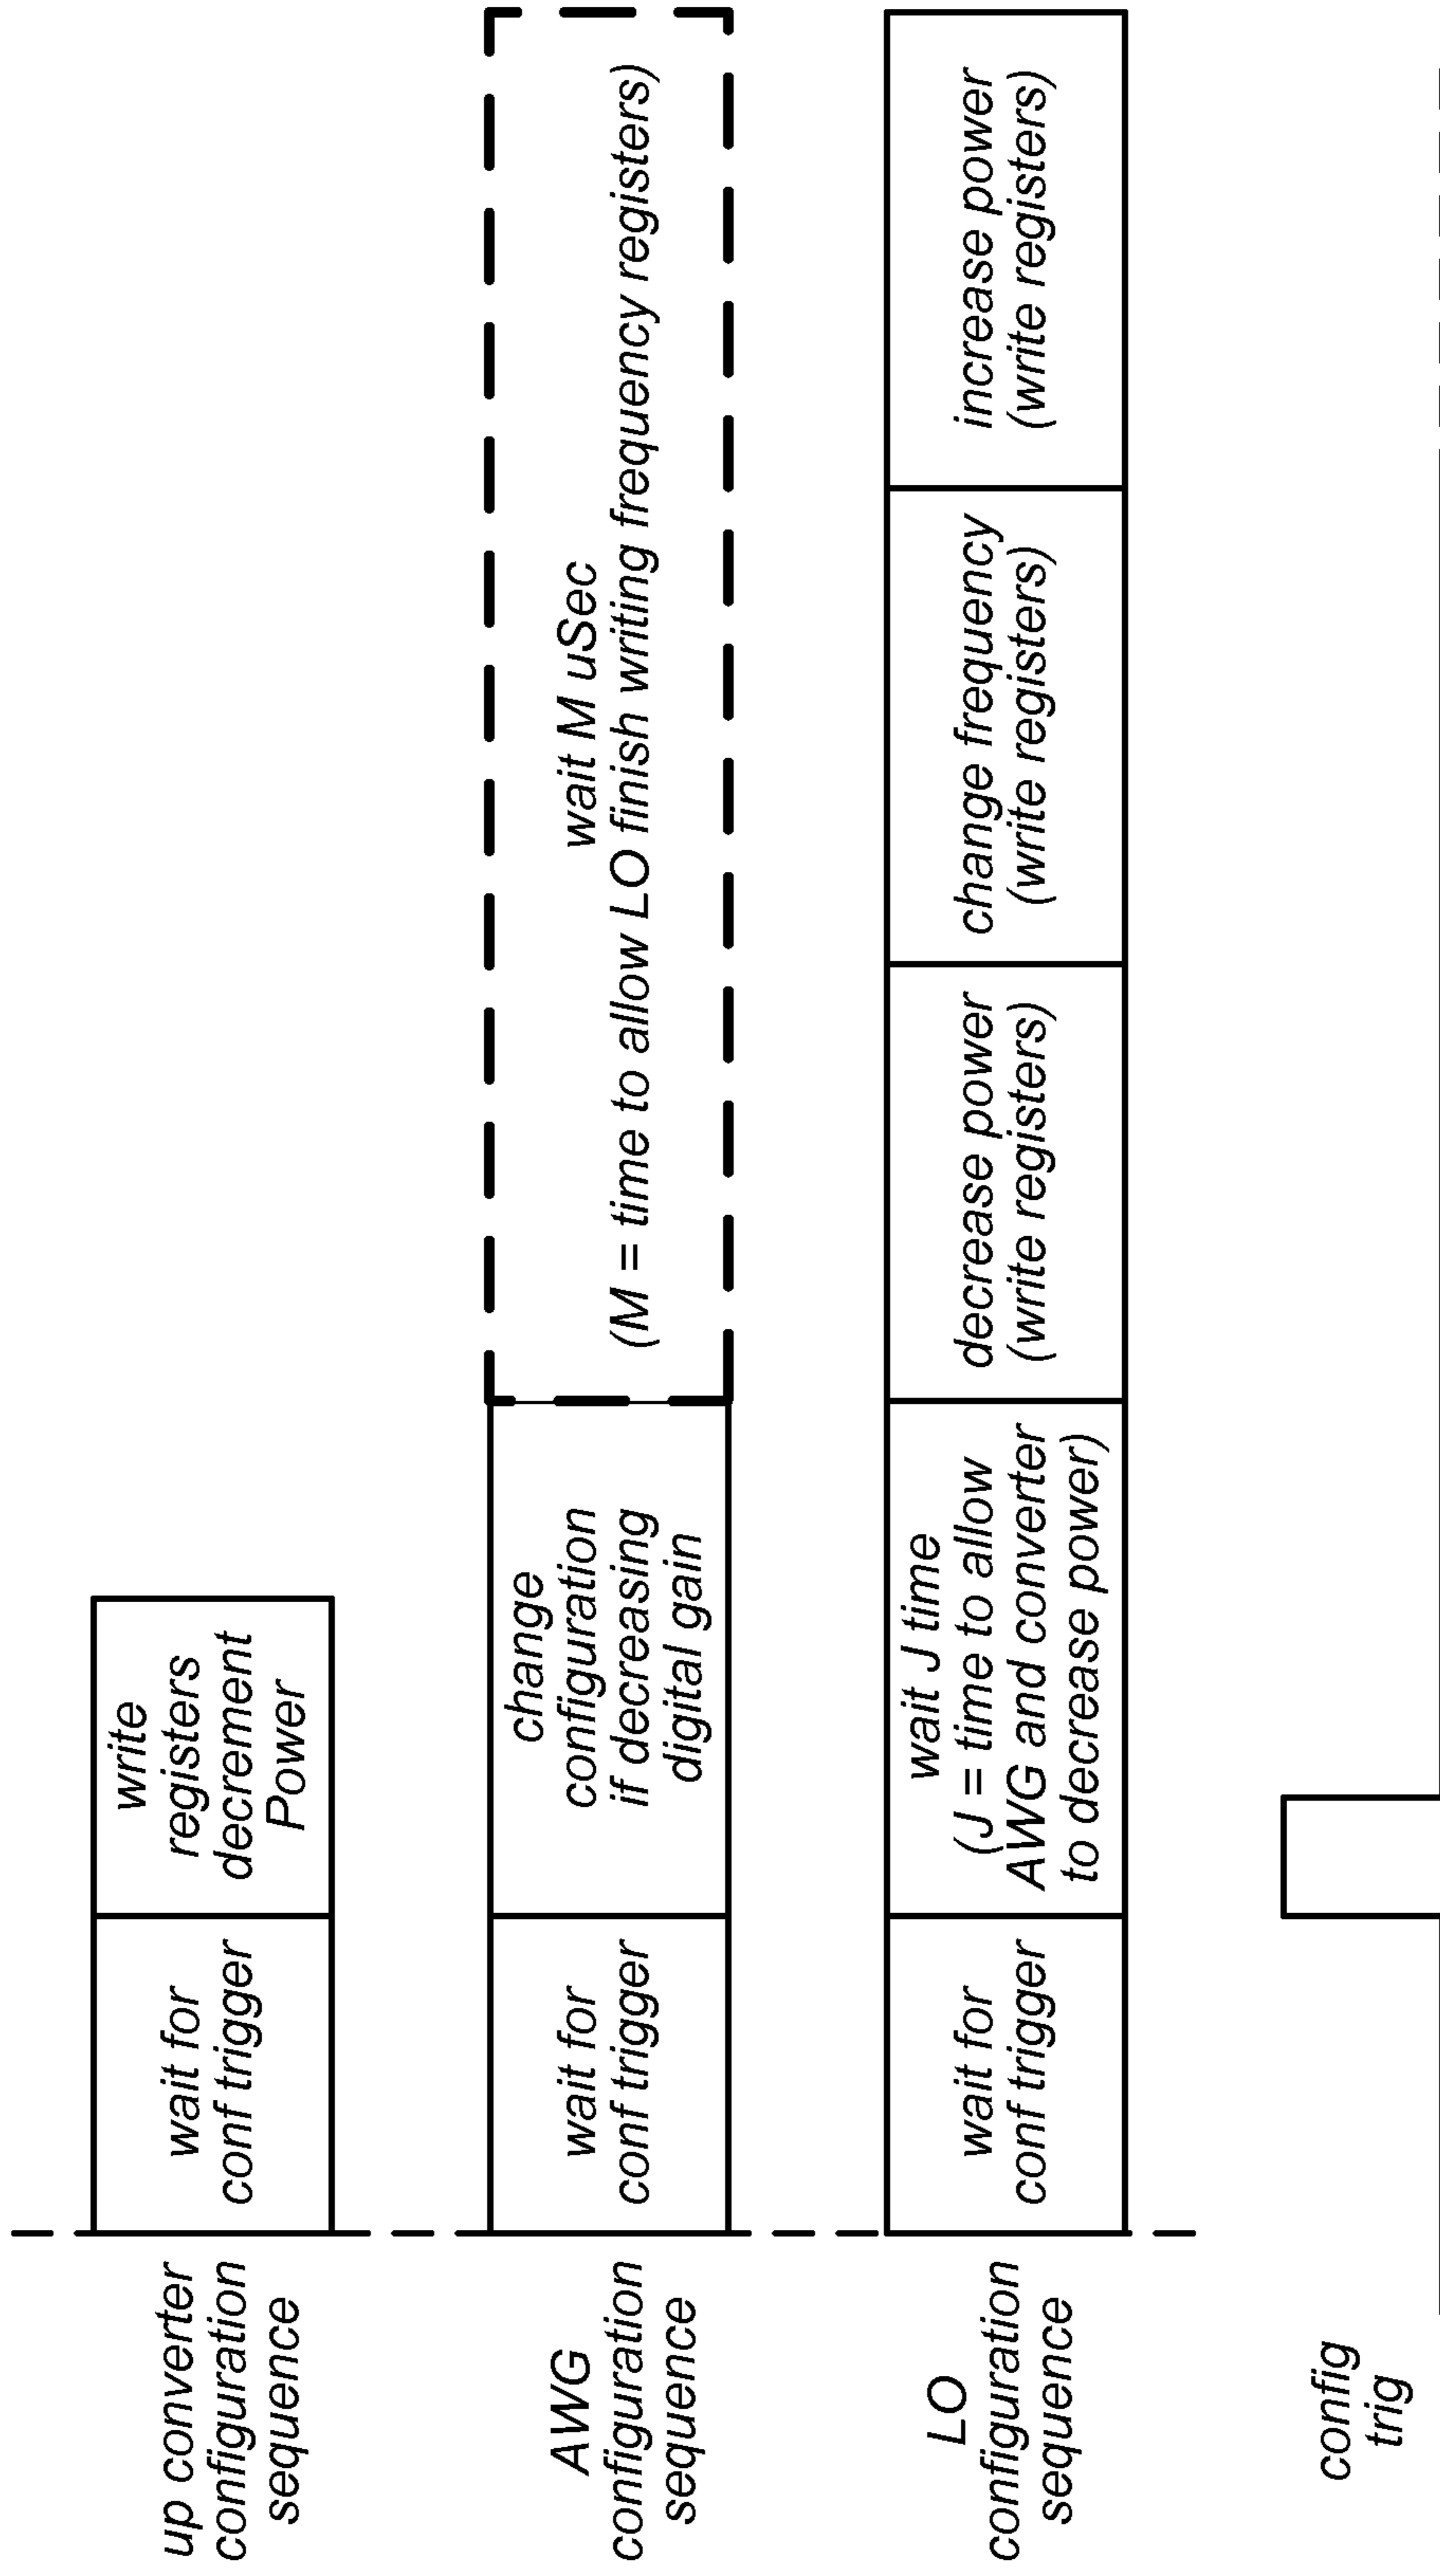 up converter
configuration
sequence
wait for
conf trigger
write
registers
decrement
Power
AWG
configuration
sequence
wait for
conf trigger
change
configuration
if decreasing
digital gain
wait M uSec
(M = time to allow LO finish writing frequency registers)
LO
configuration
sequence
wait for
conf trigger
wait J time
(J = time to allow
AWG and converter
to decrease power)
decrease power
(write registers)
change frequency
(write registers)
increase power
(write registers)
config
trig